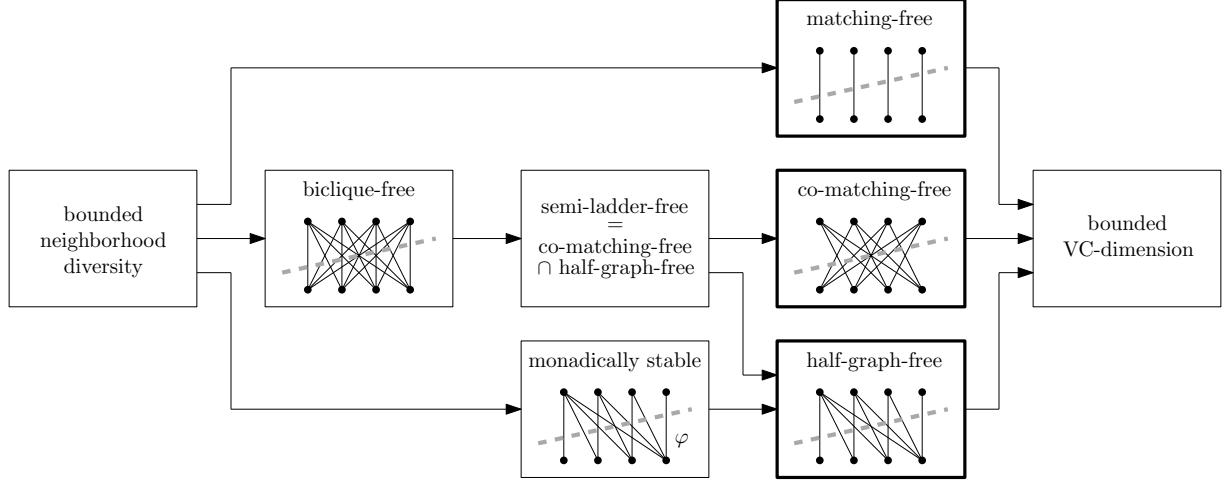 matching-free
bounded
neighborhood
diversity
biclique-free
semi-ladder-free
=
co-matching-free
∩ half-graph-free
co-matching-free
bounded
VC-dimension
monadically stable
φ
half-graph-free